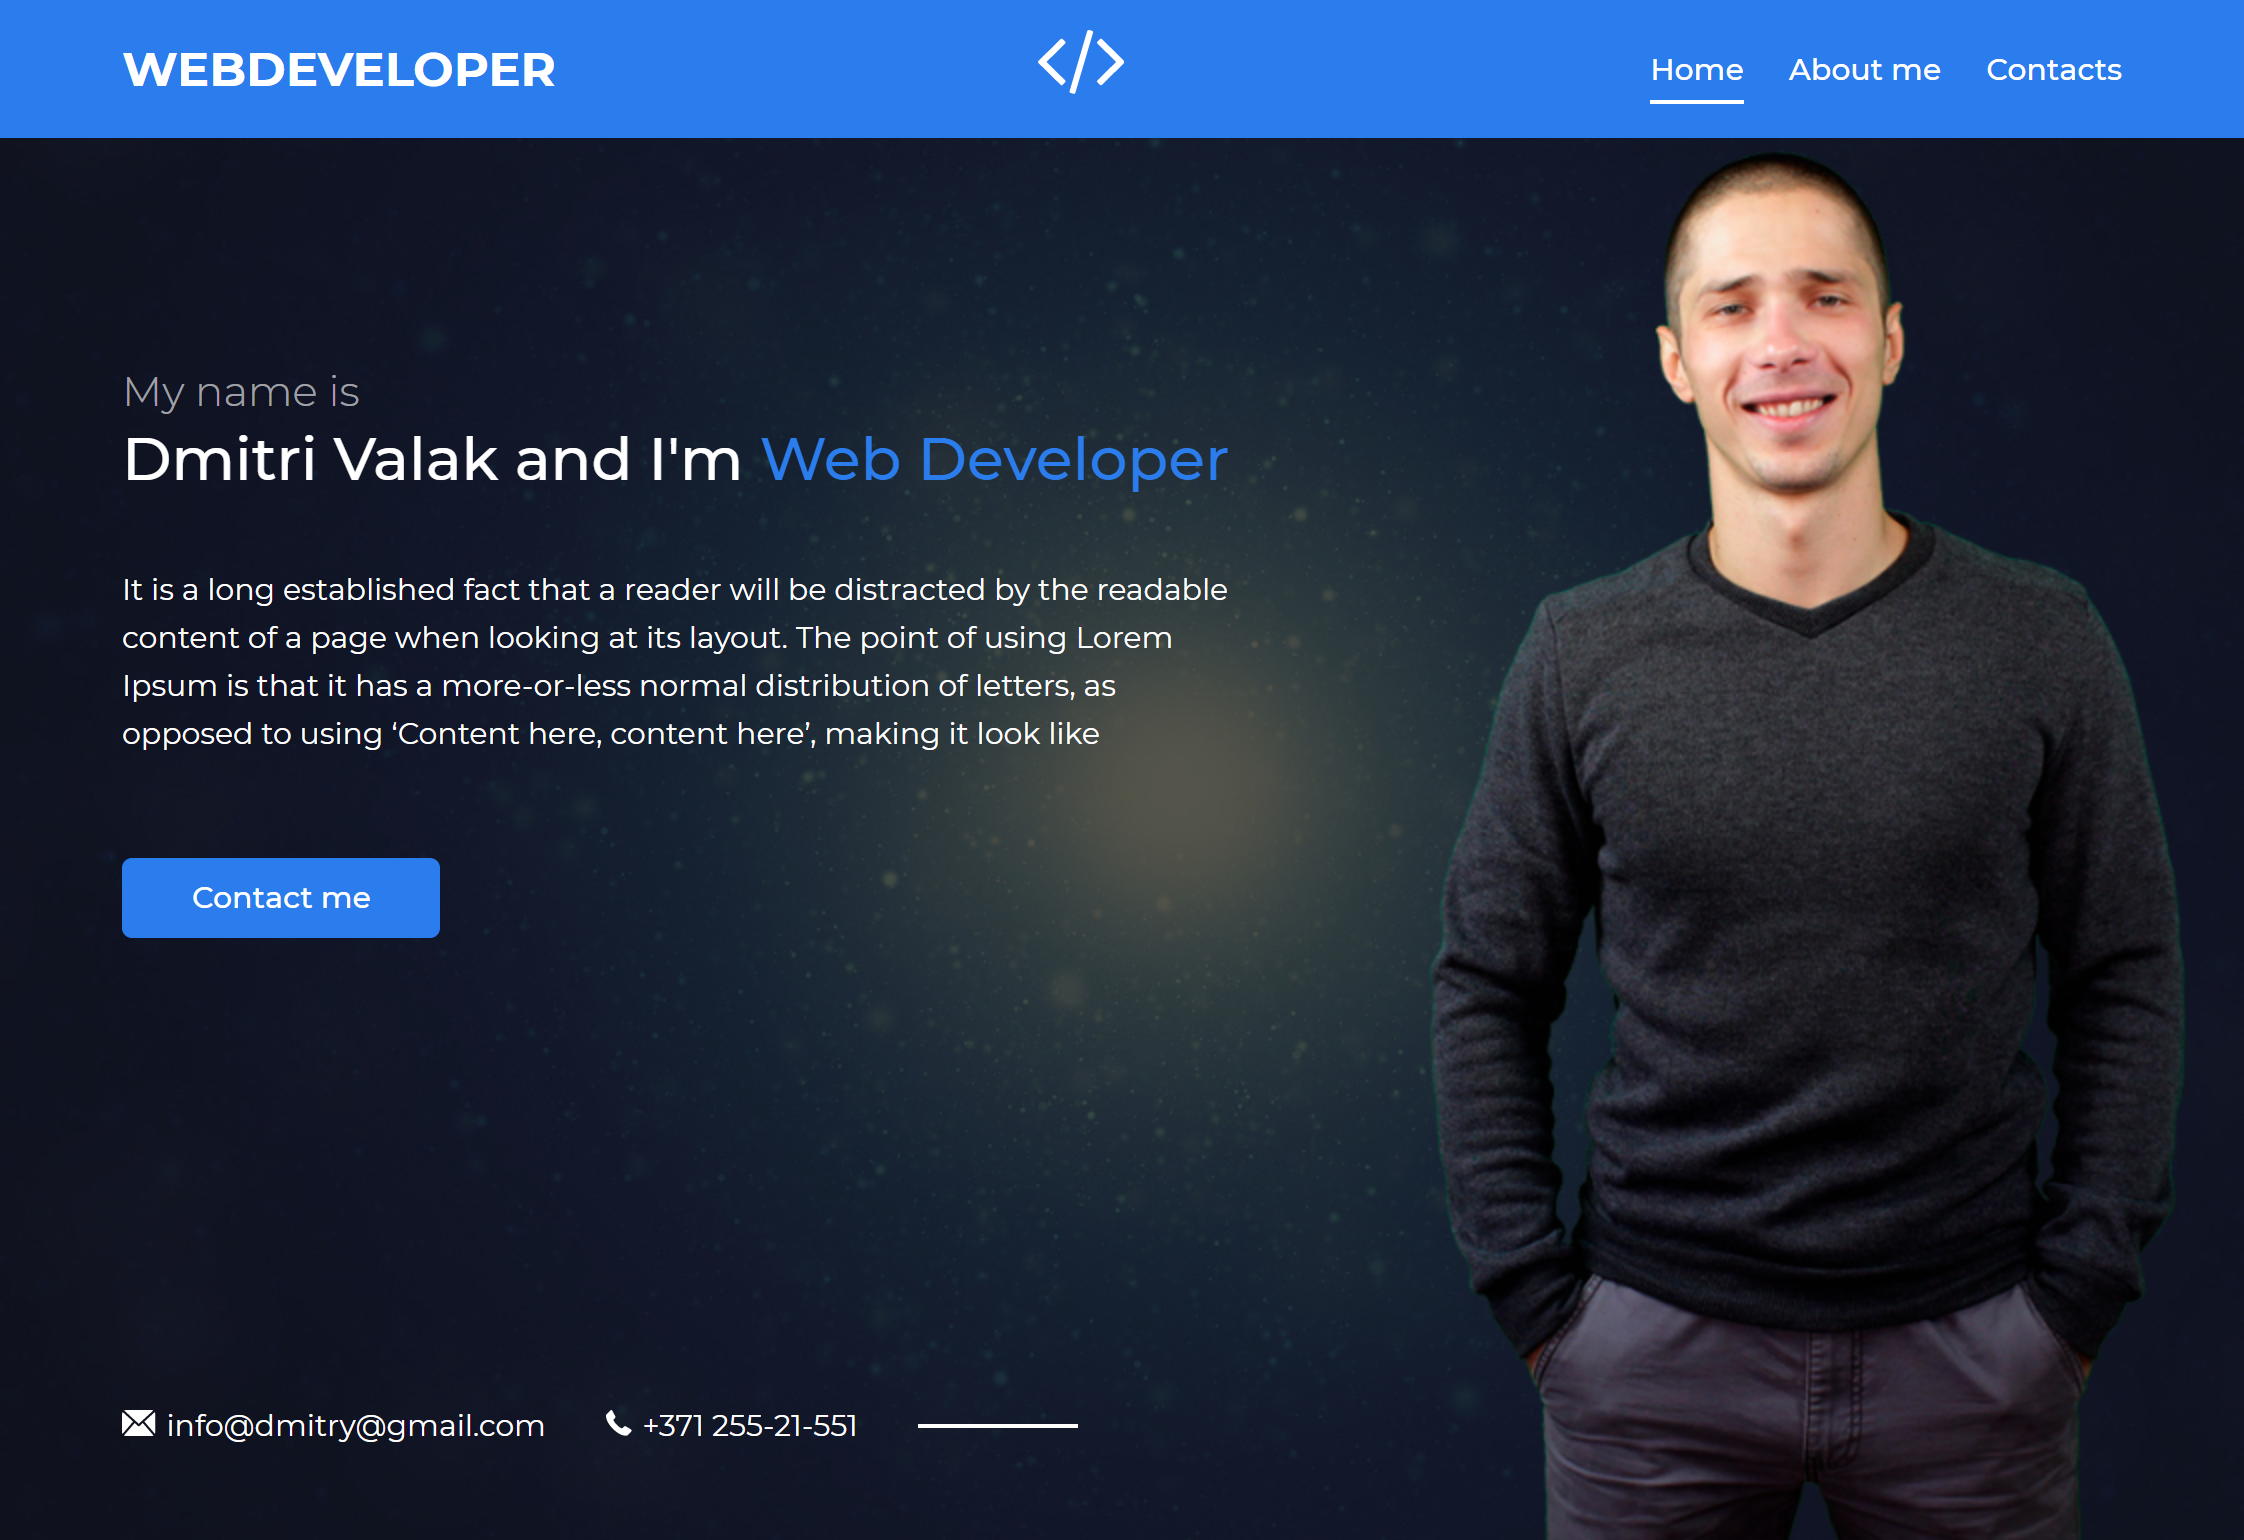 WEBDEVELOPER
</>
Home About me Contacts
My name is
Dmitri Valak and I'm Web Developer
It is a long established fact that a reader will be distracted by the readable
content of a page when looking at its layout. The point of using Lorem
Ipsum is that it has a more-or-less normal distribution of letters, as
opposed to using ‘Content here, content here’, making it look like
Contact me
info@dmitry@gmail.com +371 255-21-551